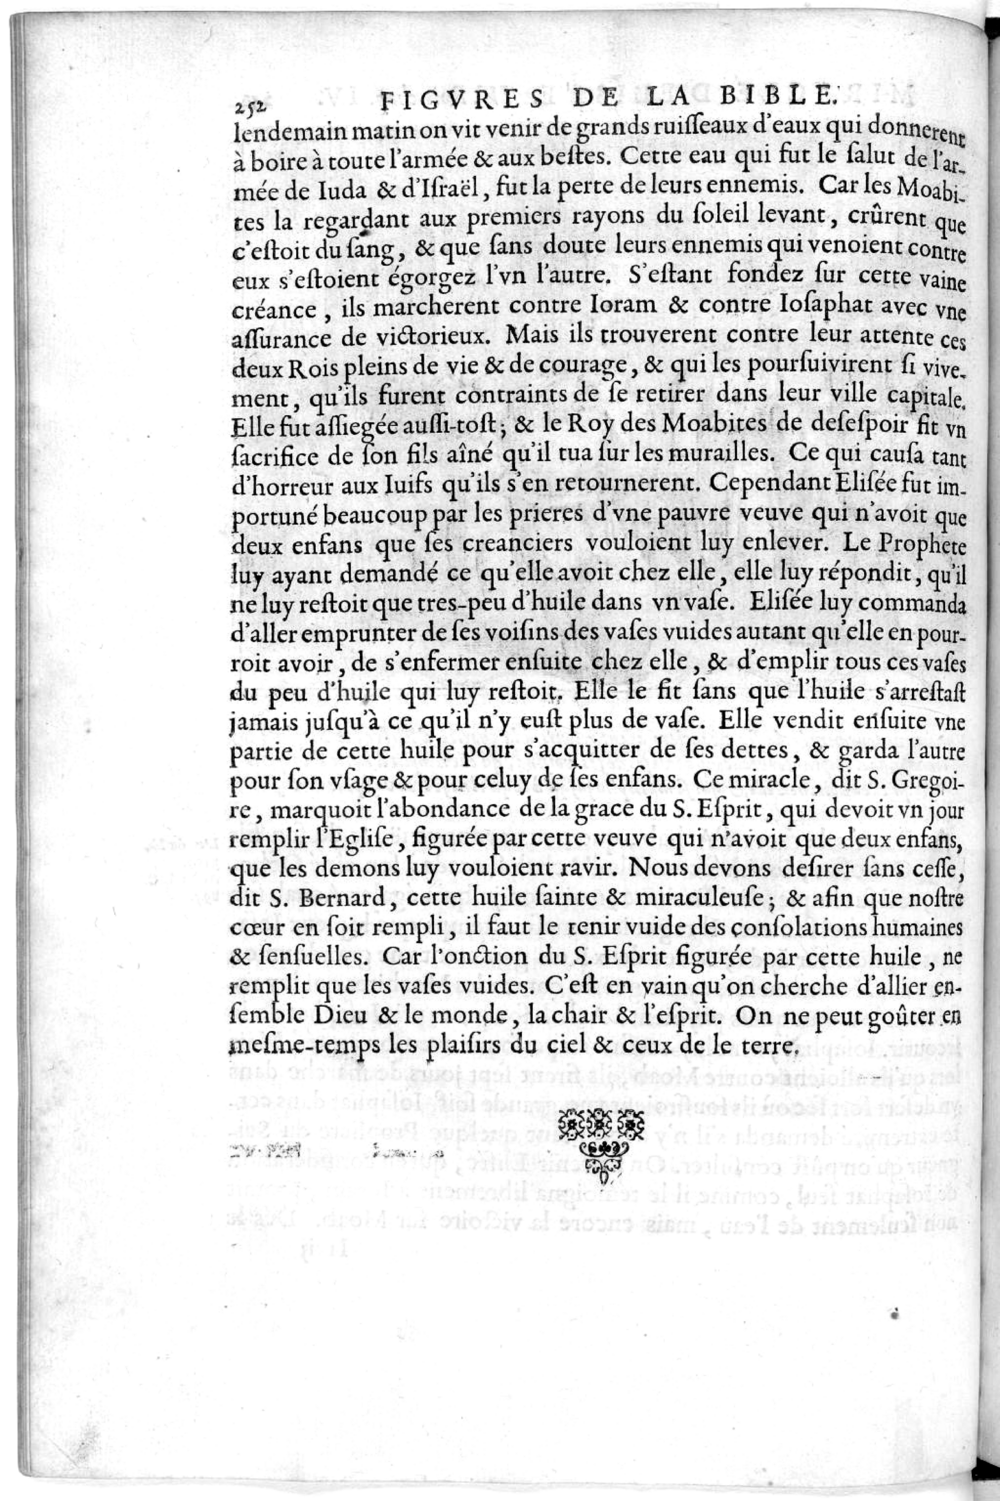 252 FIGVRES DE LA BIBLE.
lendemain matin on vit venir de grands ruiſſeaux d'eaux qui donnerent
à boire à toute l'armée & aux beſtes. Cette eau qui fut le ſalut de l'ar-
mée de Iuda & d'Iſraël, fut la perte de leurs ennemis. Car les Moabi-
tes la regardant aux premiers rayons du ſoleil levant, crûrent que
c'eſtoit du ſang, & que ſans doute leurs ennemis qui venoient contre
eux s'eſtoient égorgez l'vn l'autre. S'eſtant fondez ſur cette vaine
créance, ils marcherent contre Ioram & contre Ioſaphat avec vne
aſſurance de victorieux. Mais ils trouverent contre leur attente ces
deux Rois pleins de vie & de courage, & qui les pourſuivirent ſi vive-
ment, qu'ils furent contraints de ſe retirer dans leur ville capitale.
Elle fut aſſiegée auſſi-toſt; & le Roy des Moabites de deſeſpoir fit vn
ſacrifice de ſon fils aîné qu'il tua ſur les murailles. Ce qui cauſa tant
d'horreur aux Iuifs qu'ils s'en retournerent. Cependant Eliſée fut im-
portuné beaucoup par les prieres d'vne pauvre veuve qui n'avoit que
deux enfans que ſes creanciers vouloient luy enlever. Le Prophete
luy ayant demandé ce qu'elle avoit chez elle, elle luy répondit, qu'il
ne luy reſtoit que tres-peu d'huile dans vn vaſe. Eliſée luy commanda
d'aller emprunter de ſes voiſins des vaſes vuides autant qu'elle en pour-
roit avoir, de s'enfermer enſuite chez elle, & d'emplir tous ces vaſes
du peu d'huile qui luy reſtoit. Elle le fit ſans que l'huile s'arreſtaſt
jamais juſqu'à ce qu'il n'y euſt plus de vaſe. Elle vendit enſuite vne
partie de cette huile pour s'acquitter de ſes dettes, & garda l'autre
pour ſon vſage & pour celuy de ſes enfans. Ce miracle, dit S. Gregoi-
re, marquoit l'abondance de la grace du S. Eſprit, qui devoit vn jour
remplir l'Egliſe, figurée par cette veuve qui n'avoit que deux enfans,
que les demons luy vouloient ravir. Nous devons deſirer ſans ceſſe,
dit S. Bernard, cette huile ſainte & miraculeuſe; & afin que noſtre
cœur en ſoit rempli, il faut le tenir vuide des conſolations humaines
& ſenſuelles. Car l'onction du S. Eſprit figurée par cette huile, ne
remplit que les vaſes vuides. C'eſt en vain qu'on cherche d'allier en-
ſemble Dieu & le monde, la chair & l'eſprit. On ne peut goûter en
meſme-temps les plaiſirs du ciel & ceux de le terre.